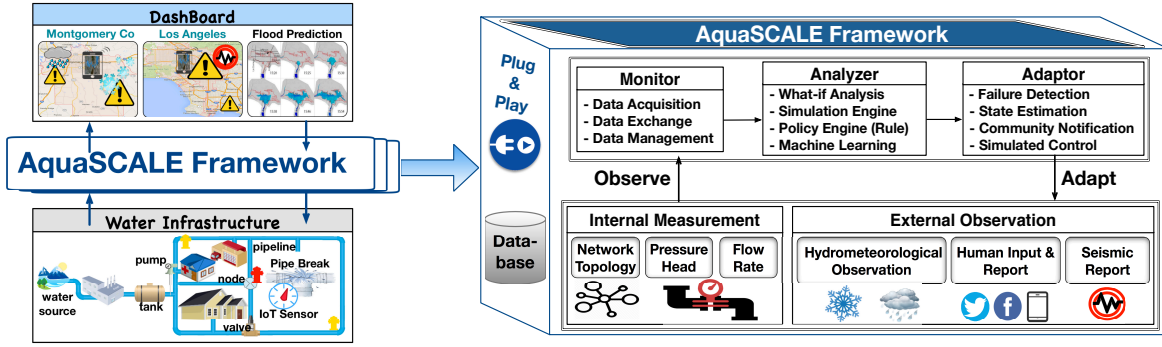 DashBoard
Montgomery Co
Los Angeles
Flood Prediction
AquaSCALE Framework
Water Infrastructure
pump
pipeline
Pipe Break
node
water
source
tank
IoT Sensor
valve
AquaSCALE Framework
Plug
&
Play
Data-
base
Monitor
- Data Acquisition
- Data Exchange
- Data Management
Analyzer
- What-if Analysis
- Simulation Engine
- Policy Engine (Rule)
- Machine Learning
Adaptor
- Failure Detection
- State Estimation
- Community Notification
- Simulated Control
Observe
Adapt
Internal Measurement
Network
Topology
Pressure
Head
Flow
Rate
External Observation
Hydrometeorological
Observation
Human Input &
Report
Seismic
Report